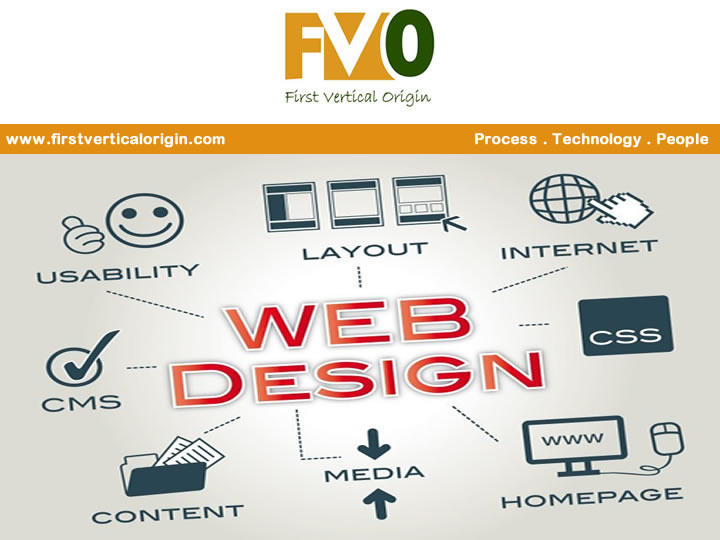 FVO
First Vertical Origin
www.firstverticalorigin.com Process . Technology . People
USABILITY
LAYOUT
INTERNET
WEB
DESIGN
CSS
CMS
WWW
CONTENT
MEDIA
HOMEPAGE